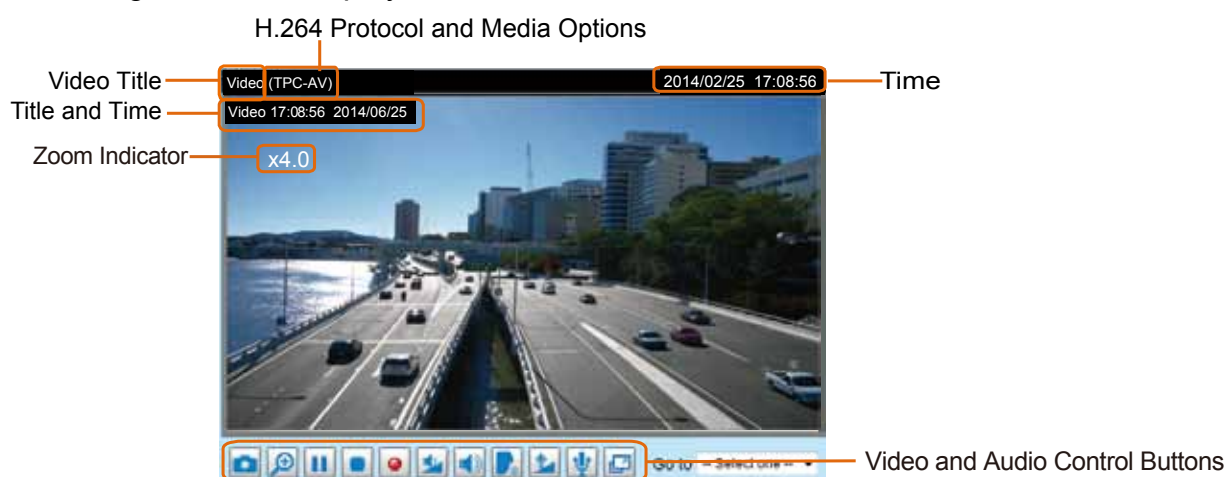 H.264 Protocol and Media Options
Video Title
Video (TPC-AV)
2014/02/25 17:08:56
Time
Title and Time
Video 17:08:56 2014/06/25
Zoom Indicator
x4.0
Go to -- Select one --
Video and Audio Control Buttons